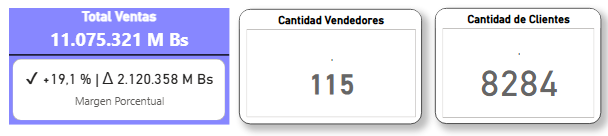 Total Ventas
11.075.321 M Bs
✓ +19,1 % | Δ 2.120.358 M Bs
Margen Porcentual
Cantidad Vendedores
115
Cantidad de Clientes
8284